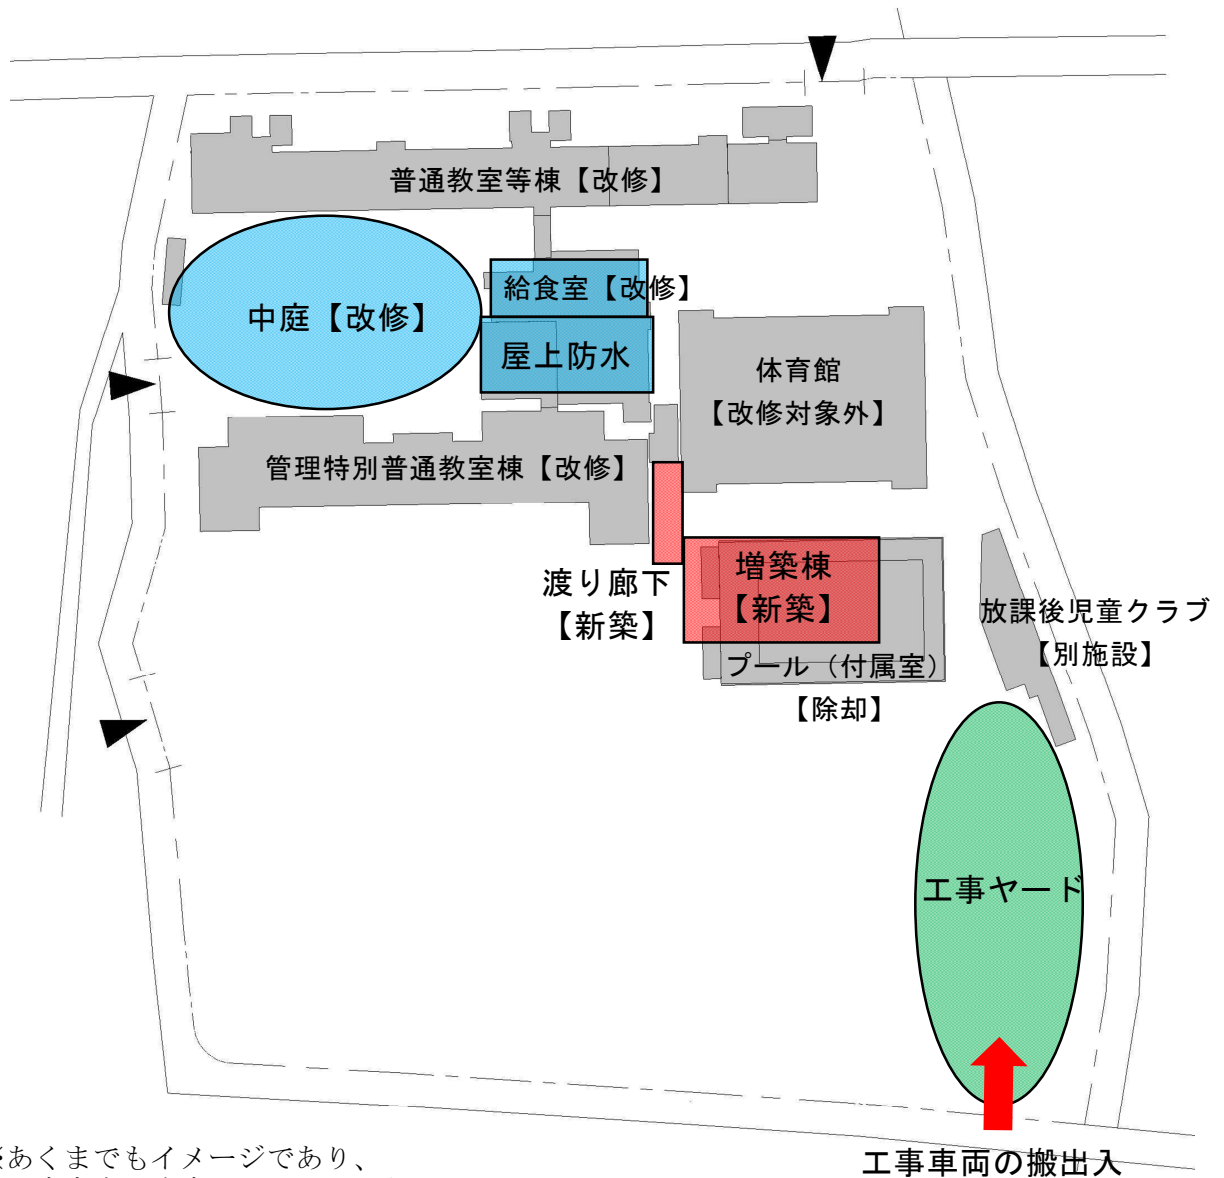 普通教室等棟【改修】
給食室【改修】
中庭【改修】
屋上防水
体育館
【改修対象外】
管理特別普通教室棟【改修】
増築棟
【新築】
渡り廊下
【新築】
放課後児童クラブ
【別施設】
プール（付属室）
【除却】
工事ヤード
工事車両の搬出入
あくまでもイメージであり、